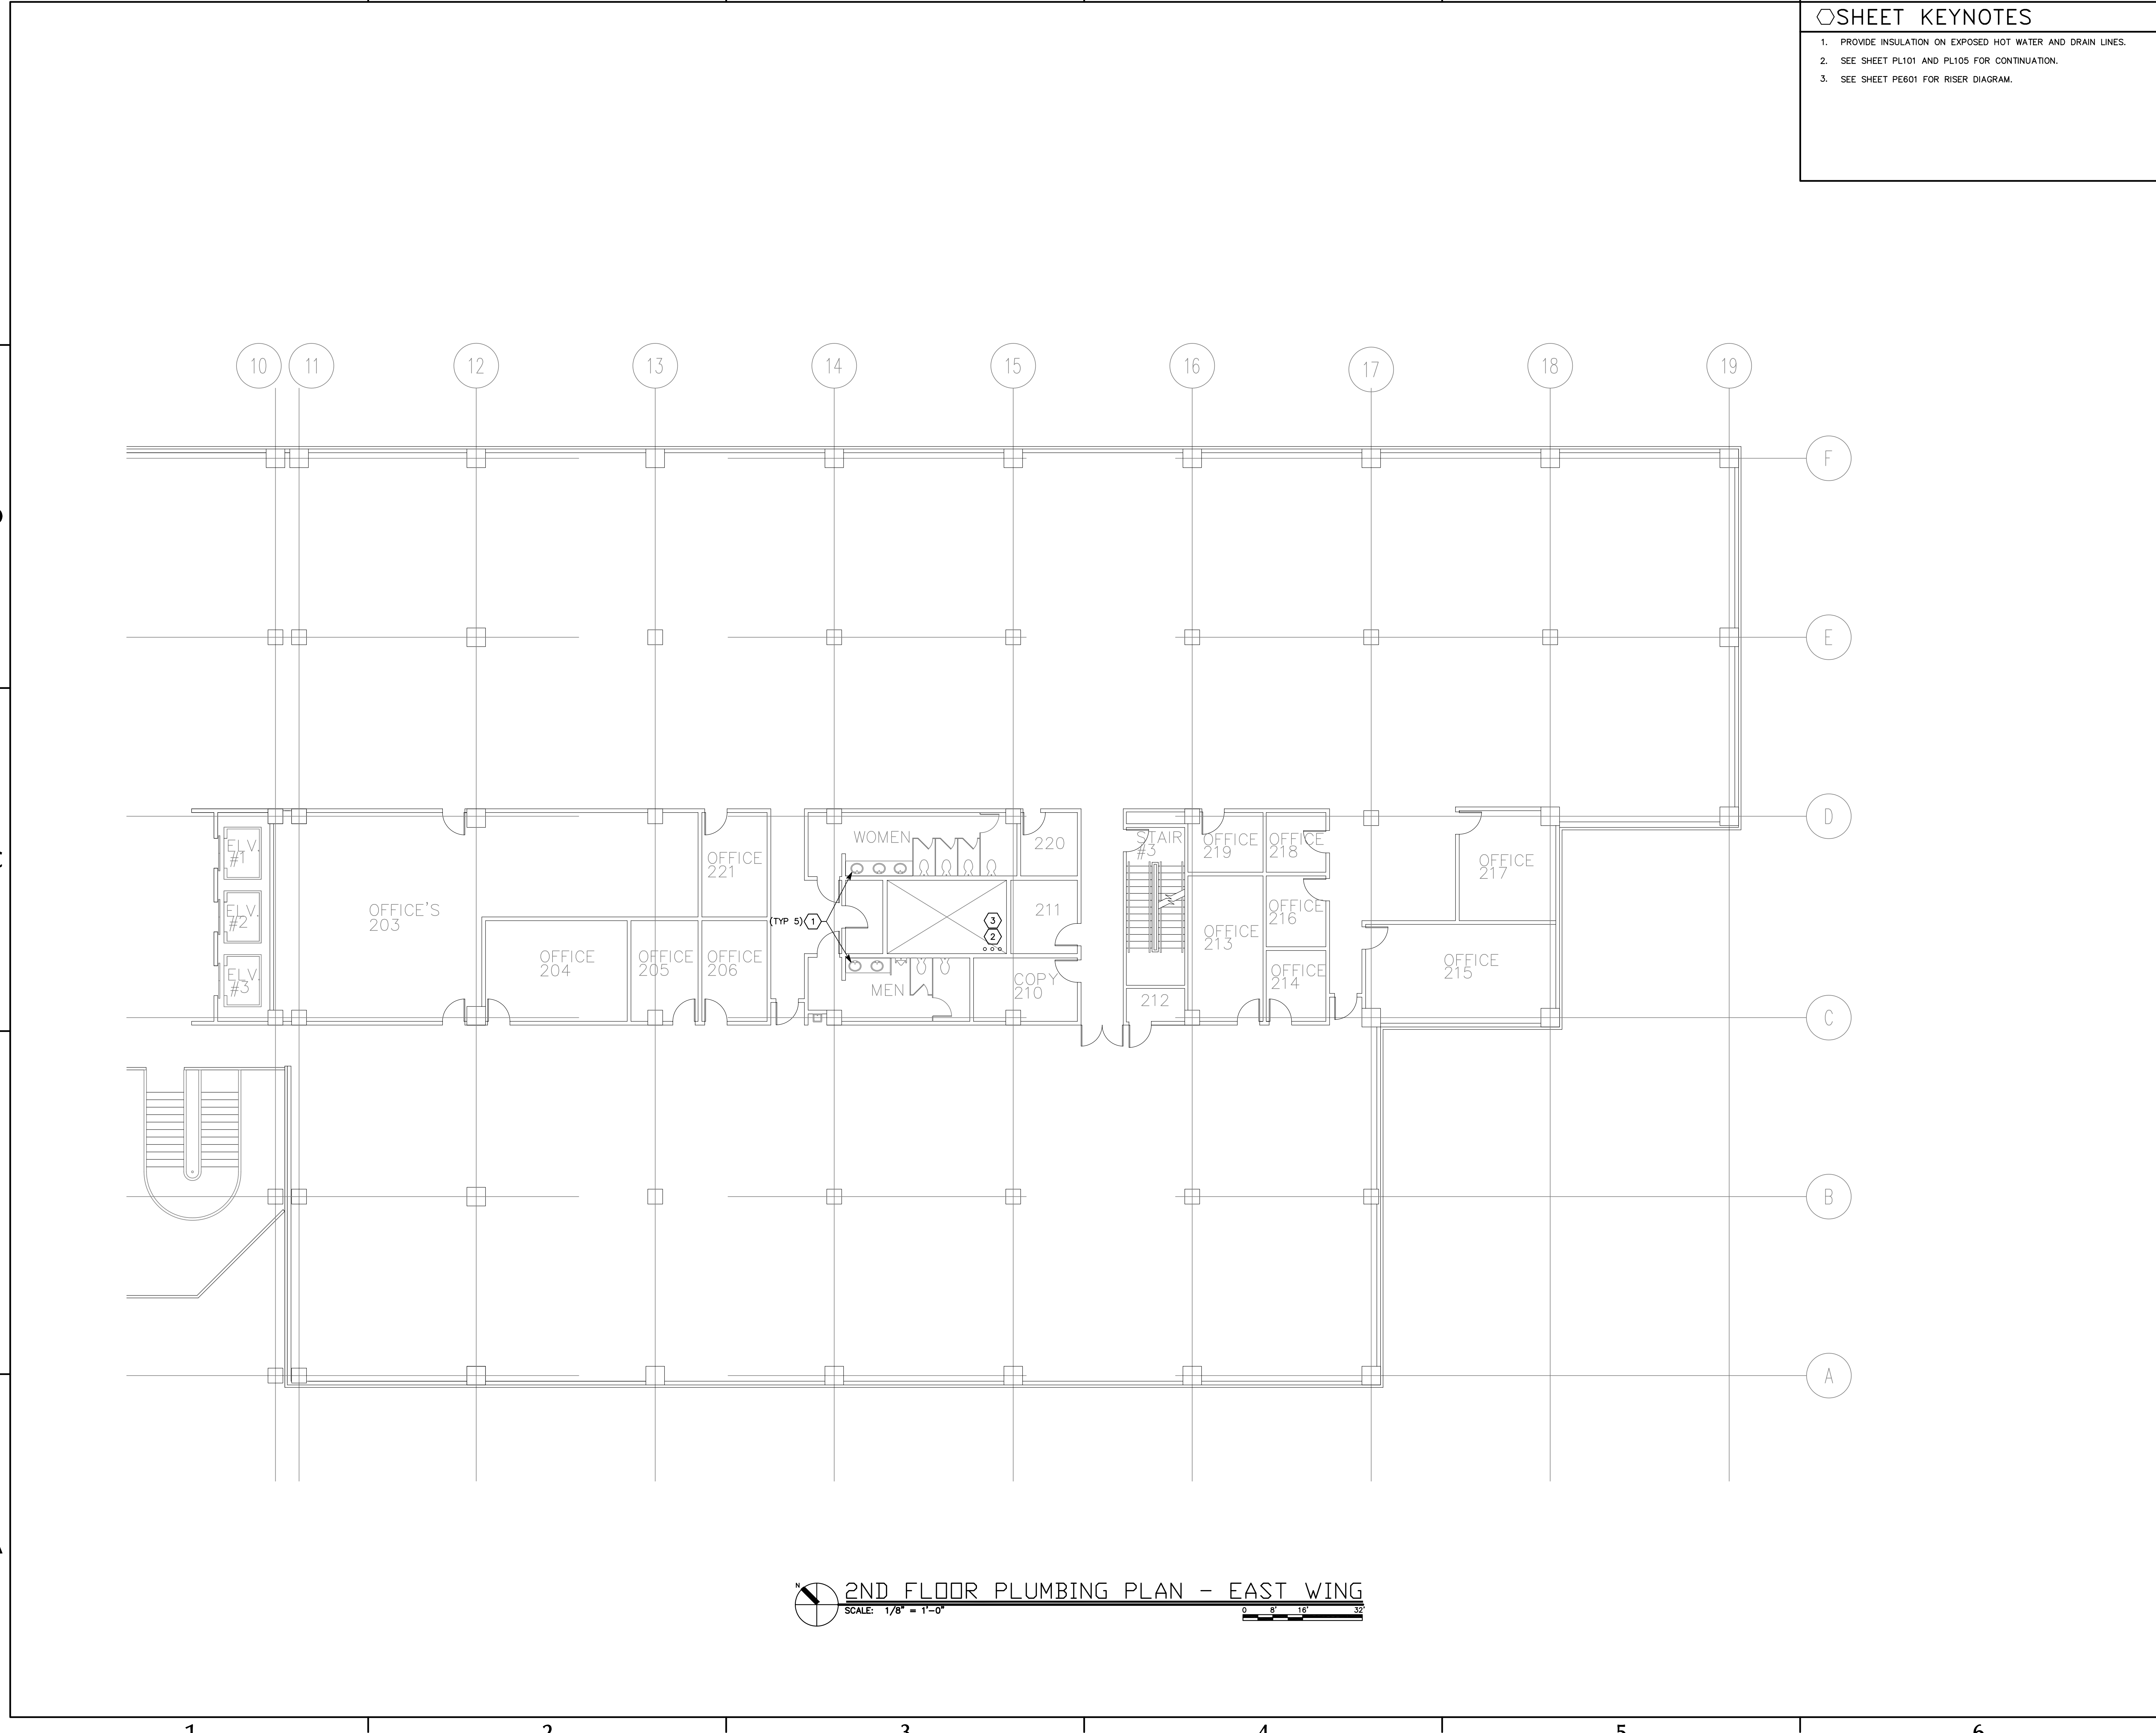 SHEET KEYNOTES
1. PROVIDE INSULATION ON EXPOSED HOT WATER AND DRAIN LINES.
2. SEE SHEET PL101 AND PL105 FOR CONTINUATION.
3. SEE SHEET PE601 FOR RISER DIAGRAM.
10
11
12
13
14
15
16
17
18
19
F
E
D
C
B
A
ELV.
#1
ELV.
#2
ELV.
#3
OFFICE'S
203
OFFICE
204
OFFICE
205
OFFICE
206
OFFICE
221
WOMEN
(TYP 5) 1
MEN
3
2
220
211
COPY
210
STAIR
#3
212
OFFICE
219
OFFICE
218
OFFICE
213
OFFICE
216
OFFICE
214
OFFICE
217
OFFICE
215
N
2ND FLOOR PLUMBING PLAN - EAST WING
SCALE: 1/8" = 1'-0"
0 8' 16' 32'
1 2 3 4 5 6